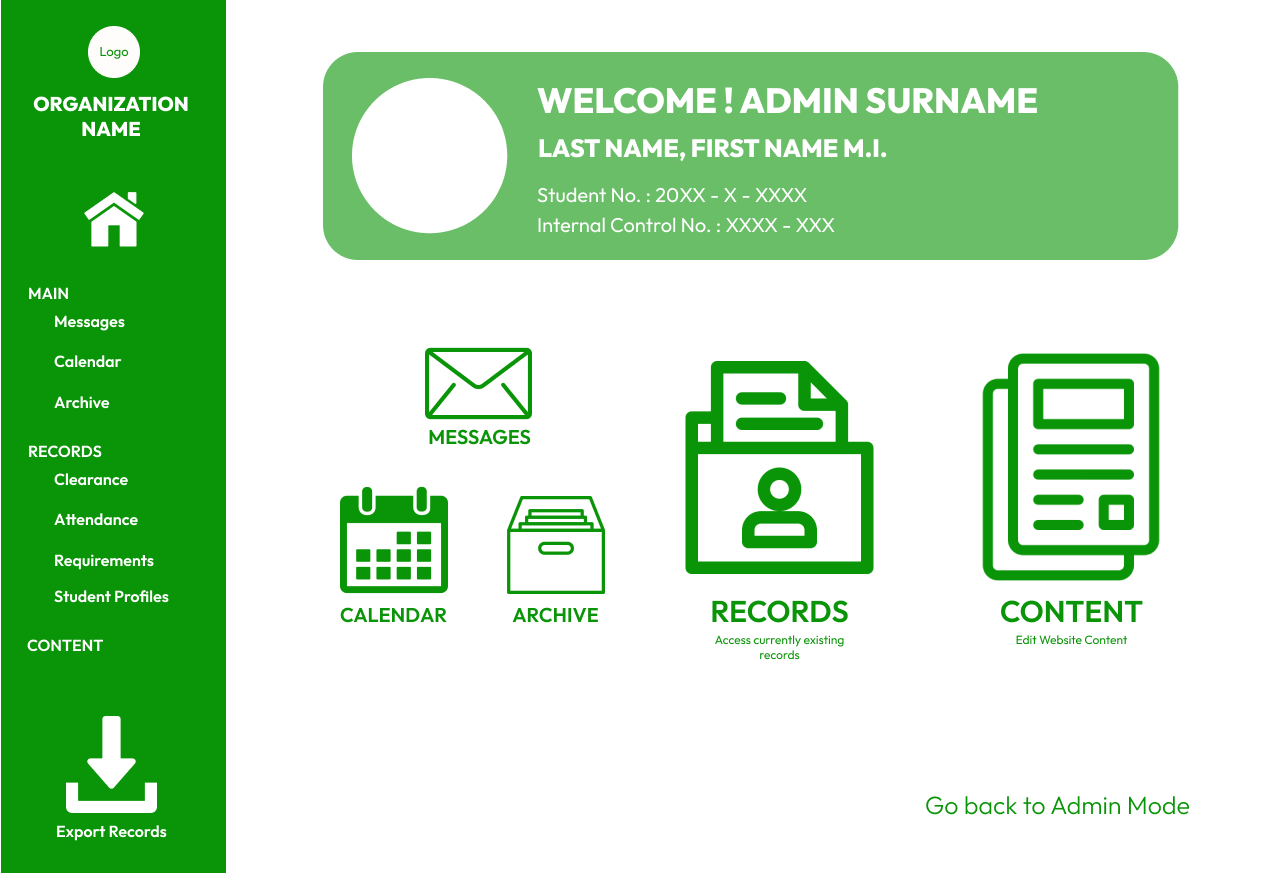 Logo
ORGANIZATION
NAME
MAIN
Messages
Calendar
Archive
RECORDS
Clearance
Attendance
Requirements
Student Profiles
CONTENT
Export Records
WELCOME ! ADMIN SURNAME
LAST NAME, FIRST NAME M.I.
Student No. : 20XX - X - XXXX
Internal Control No. : XXXX - XXX
MESSAGES
CALENDAR
ARCHIVE
RECORDS
Access currently existing
records
CONTENT
Edit Website Content
Go back to Admin Mode